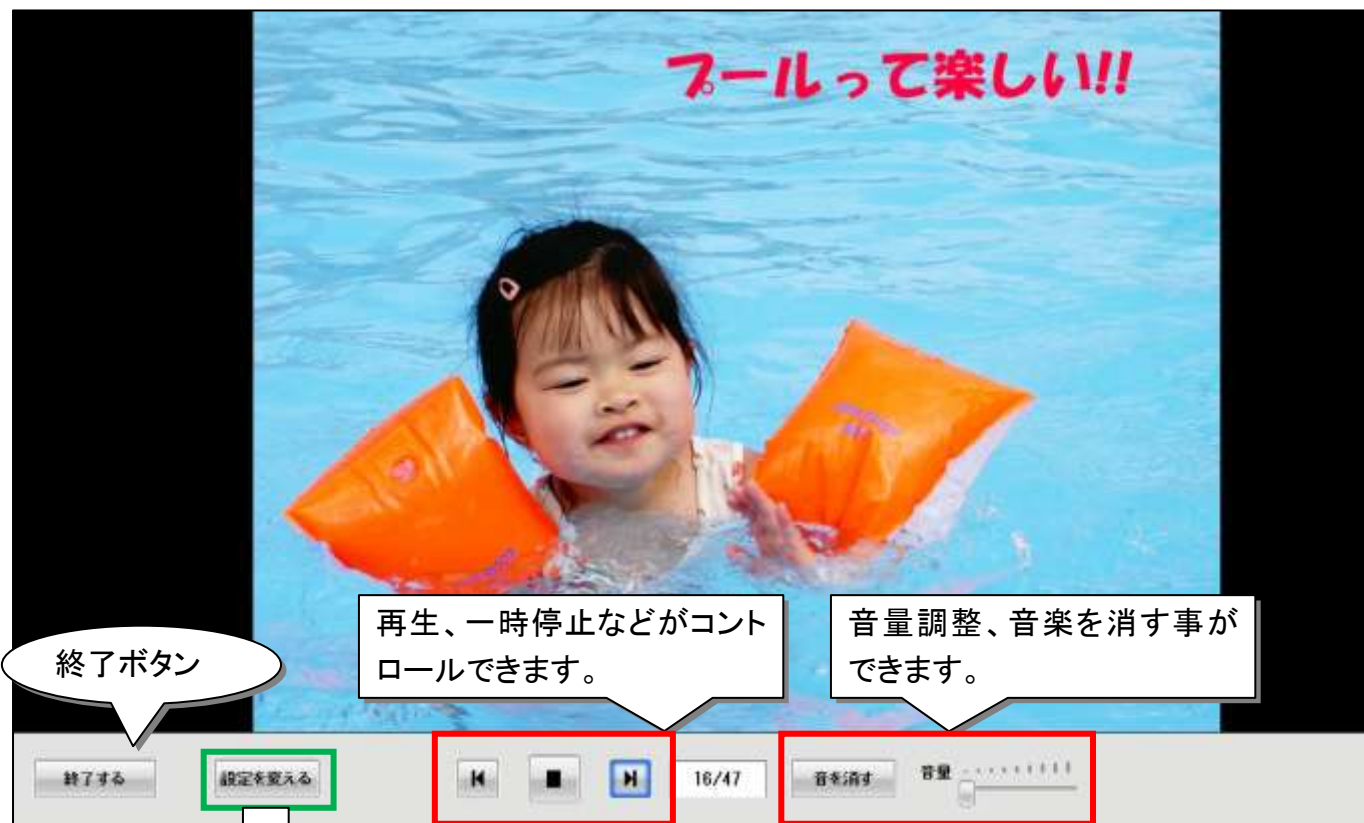 プールって楽しい!!
再生、一時停止などがコント
ロールできます。
音量調整、音楽を消す事が
できます。
終了ボタン
終了する
設定を変える
16/47
音を消す
音量